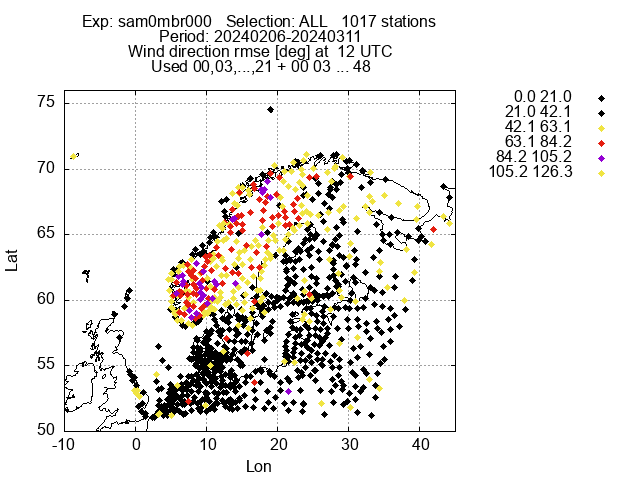 Exp: sam0mbr000 Selection: ALL 1017 stations
Period: 20240206-20240311
Wind direction rmse [deg] at 12 UTC
Used 00,03,...,21 + 00 03 ... 48
0.0 21.0
21.0 42.1
42.1 63.1
63.1 84.2
84.2 105.2
105.2 126.3
75
70
65
60
55
50
Lat
-10 0 10 20 30 40
Lon